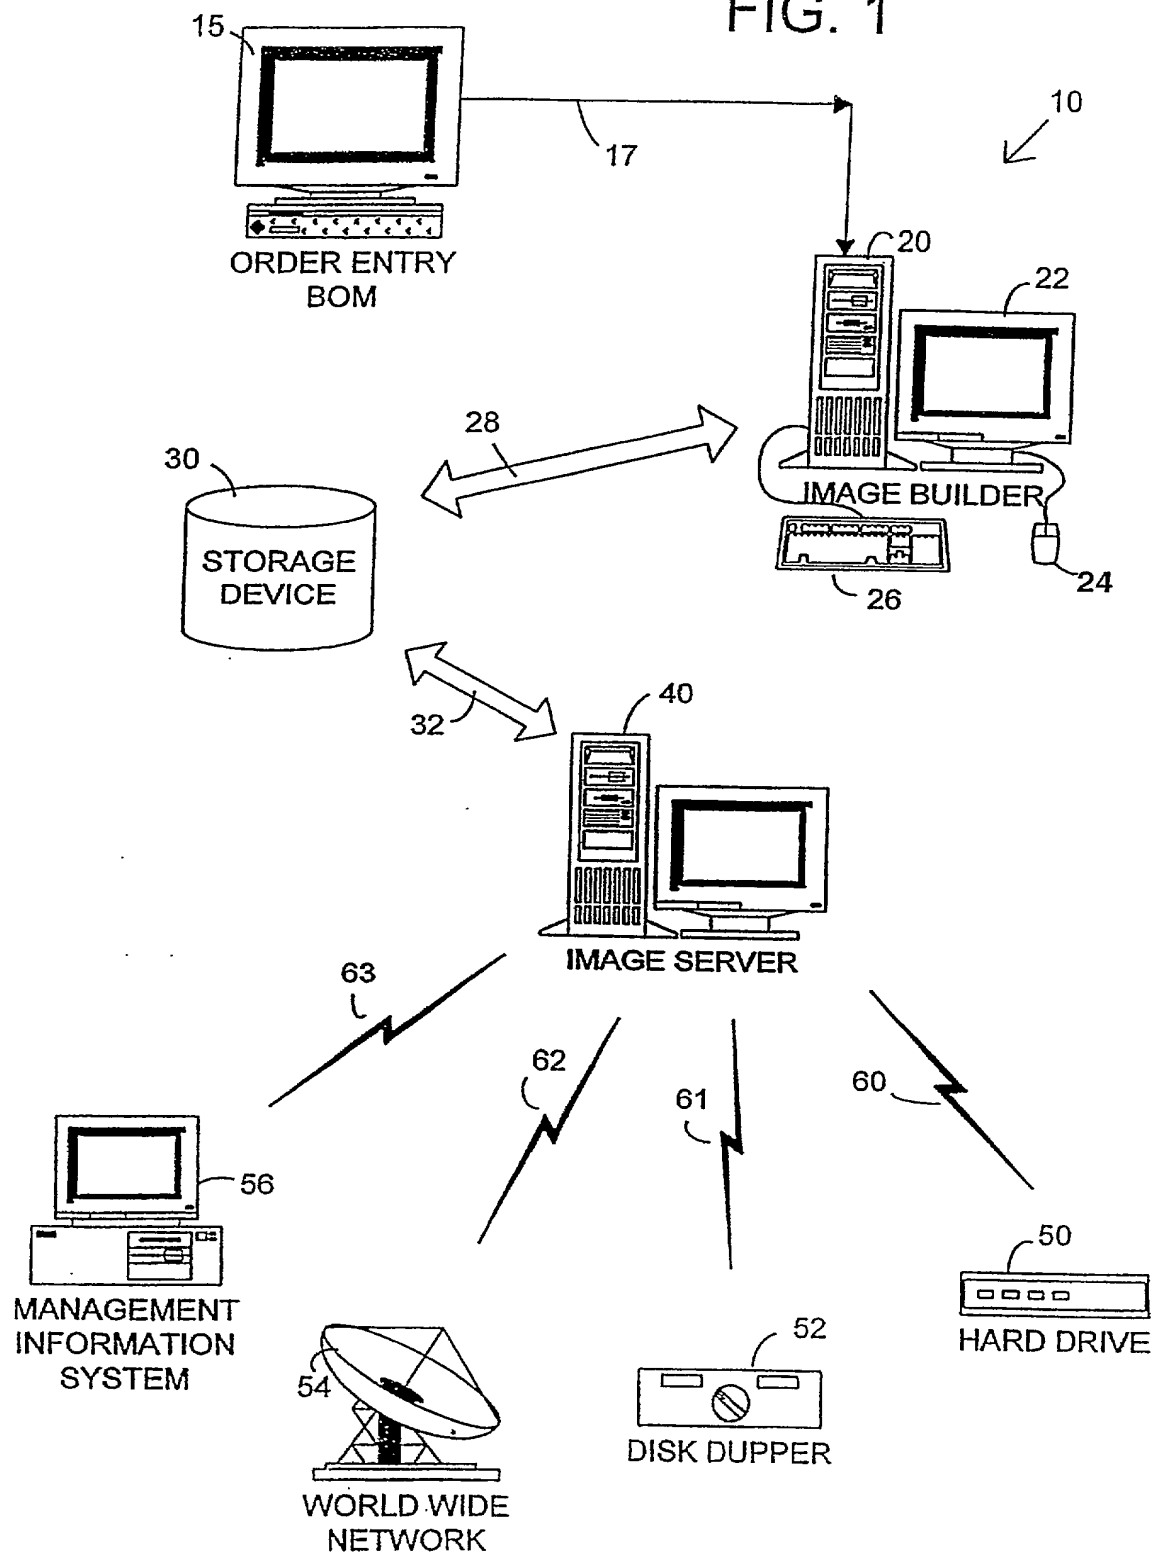 FIG. 1
15
10
17
ORDER ENTRY
BOM
20
22
28
30
IMAGE BUILDER
STORAGE
DEVICE
24
26
40
32
IMAGE SERVER
63
62
61
60
56
50
MANAGEMENT
INFORMATION
SYSTEM
HARD DRIVE
52
54
DISK DUPPER
WORLD WIDE
NETWORK